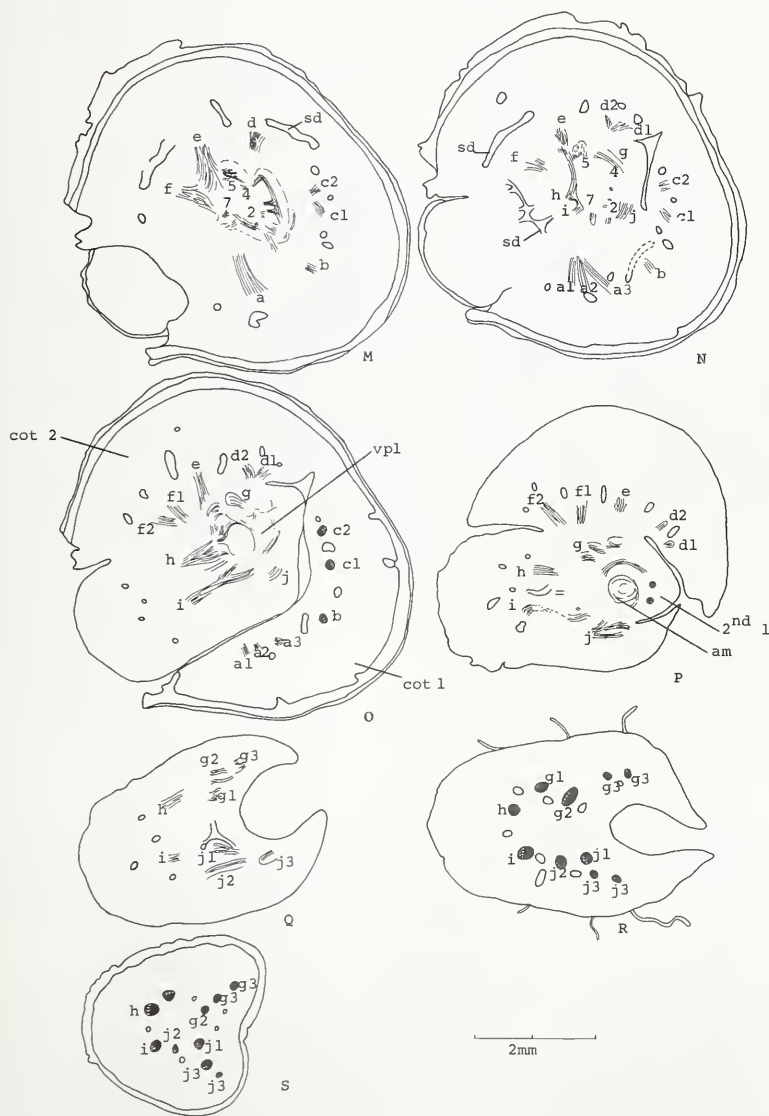 d
sd
e
c2
f
5
4
7
2
c1
b
a
M
d2
e
d1
sd
5
g
f
4
c2
h
7
i
2
j
c1
sd
b
a1
a2
a3
N
cot 2
vpl
d2
e
d1
g
f1
f2
c2
h
c1
j
i
b
a3
a2
a1
cot 1
O
e
f1
f2
d2
g
d1
h
i
j
2nd l
am
P
g2
g3
h
g1
i
j1
j3
j2
Q
g1
g3
g3
h
g2
i
j1
j2
j3
j3
R
g3
h
g3
g2
j2
i
j1
j3
j3
S
2mm